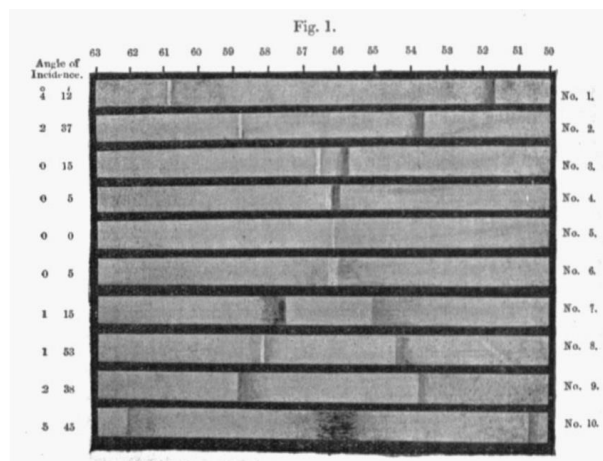 Fig. 1.
63 62 61 60 59 58 57 56 55 54 53 52 51 50
Angle of
Incidence.
° ′
4 12 No. 1.
2 37 No. 2.
0 15 No. 3.
0 5 No. 4.
0 0 No. 5.
0 5 No. 6.
1 15 No. 7.
1 53 No. 8.
2 38 No. 9.
5 45 No. 10.